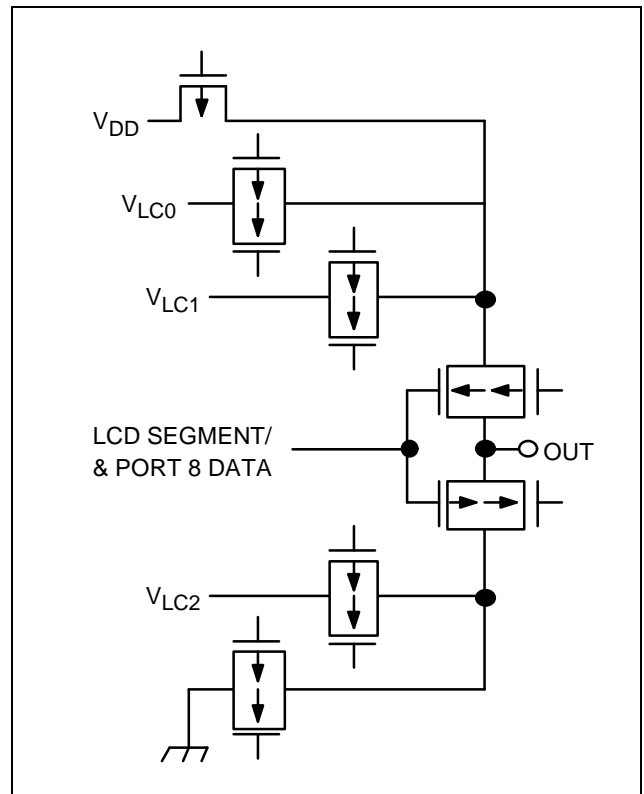 VDD
VLC0
VLC1
LCD SEGMENT/
& PORT 8 DATA
OUT
VLC2